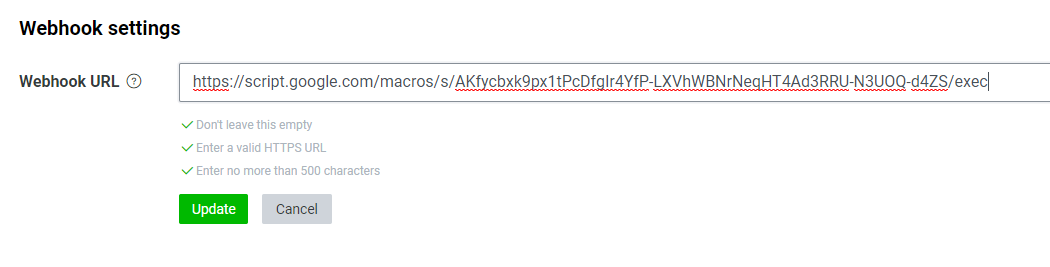 Webhook settings
Webhook URL ?
https://script.google.com/macros/s/AKfycbxk9px1tPcDfglr4YfP-LXVhWBNrNeqHT4Ad3RRU-N3UOQ-d4ZS/exec
Don't leave this empty
Enter a valid HTTPS URL
Enter no more than 500 characters
Update Cancel